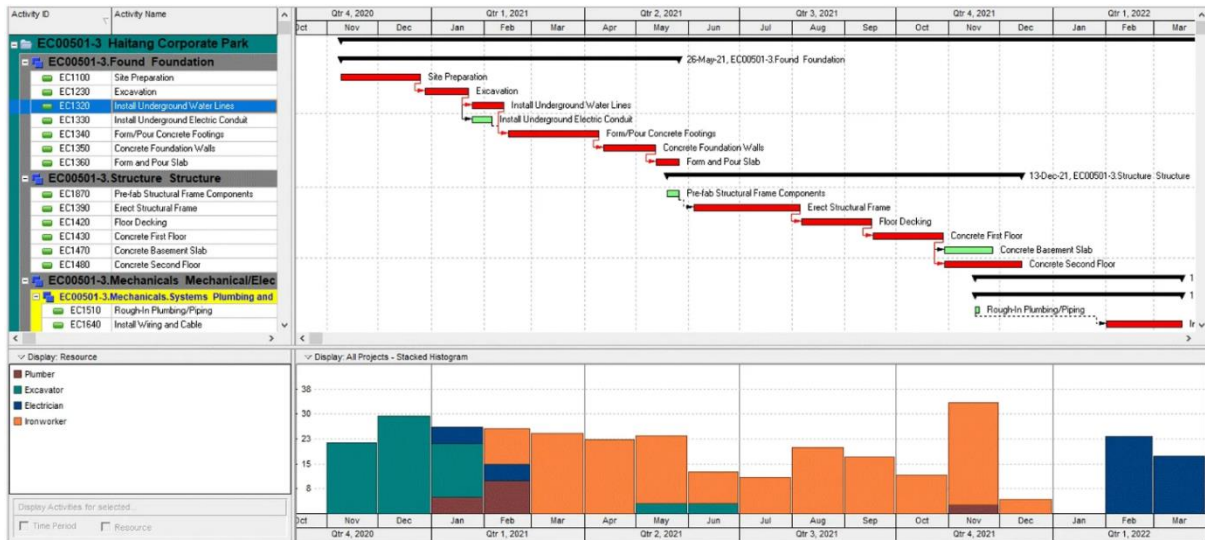 Activity ID Activity Name Qtr 4, 2020 Qtr 1, 2021 Qtr 2, 2021 Qtr 3, 2021 Qtr 4, 2021 Qtr 1, 2022
Oct Nov Dec Jan Feb Mar Apr May Jun Jul Aug Sep Oct Nov Dec Jan Feb Mar
EC00501-3 Haitang Corporate Park
EC00501-3.Found Foundation 26-May-21, EC00501-3.Found Foundation
EC1100 Site Preparation Site Preparation
EC1230 Excavation Excavation
EC1320 Install Underground Water Lines Install Underground Water Lines
EC1330 Install Underground Electric Conduit Install Underground Electric Conduit
EC1340 Form/Pour Concrete Footings Form/Pour Concrete Footings
EC1350 Concrete Foundation Walls Concrete Foundation Walls
EC1360 Form and Pour Slab Form and Pour Slab
EC00501-3.Structure Structure 13-Dec-21, EC00501-3.Structure Structure
EC1870 Pre-fab Structural Frame Components Pre-fab Structural Frame Components
EC1390 Erect Structural Frame Erect Structural Frame
EC1420 Floor Decking Floor Decking
EC1430 Concrete First Floor Concrete First Floor
EC1470 Concrete Basement Slab Concrete Basement Slab
EC1480 Concrete Second Floor Concrete Second Floor
EC00501-3.Mechanicals Mechanical/Elec 1
EC00501-3.Mechanicals.Systems Plumbing and 1
EC1510 Rough-In Plumbing/Piping Rough-In Plumbing/Piping
EC1640 Install Wiring and Cable
Display: Resource Display: All Projects - Stacked Histogram
Plumber
Excavator
Electrician
Ironworker
38
30
23
15
8
Display Activities for selected...
Time Period Resource
Oct Nov Dec Jan Feb Mar Apr May Jun Jul Aug Sep Oct Nov Dec Jan Feb Mar
Qtr 4, 2020 Qtr 1, 2021 Qtr 2, 2021 Qtr 3, 2021 Qtr 4, 2021 Qtr 1, 2022